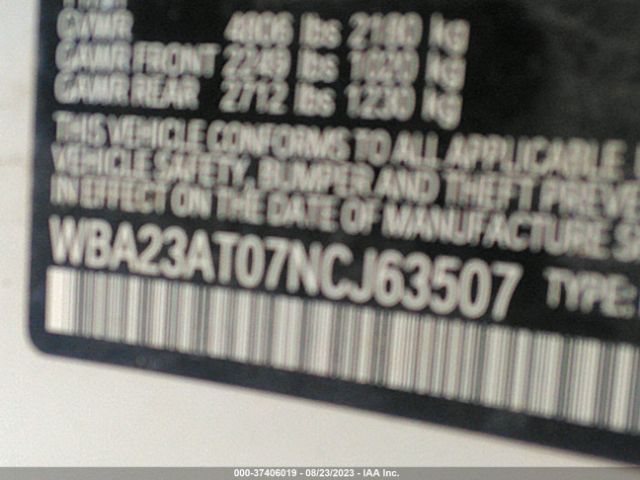 GVWR 4806 lbs 2180 kg
GAWR FRONT 2249 lbs 1020 kg
GAWR REAR 2712 lbs 1230 kg
THIS VEHICLE CONFORMS TO ALL APPLICABLE
VEHICLE SAFETY, BUMPER AND THEFT PREVE
IN EFFECT ON THE DATE OF MANUFACTURE S
WBA23AT07NCJ63507 TYPE:
000-37406019 - 08/23/2023 - IAA Inc.